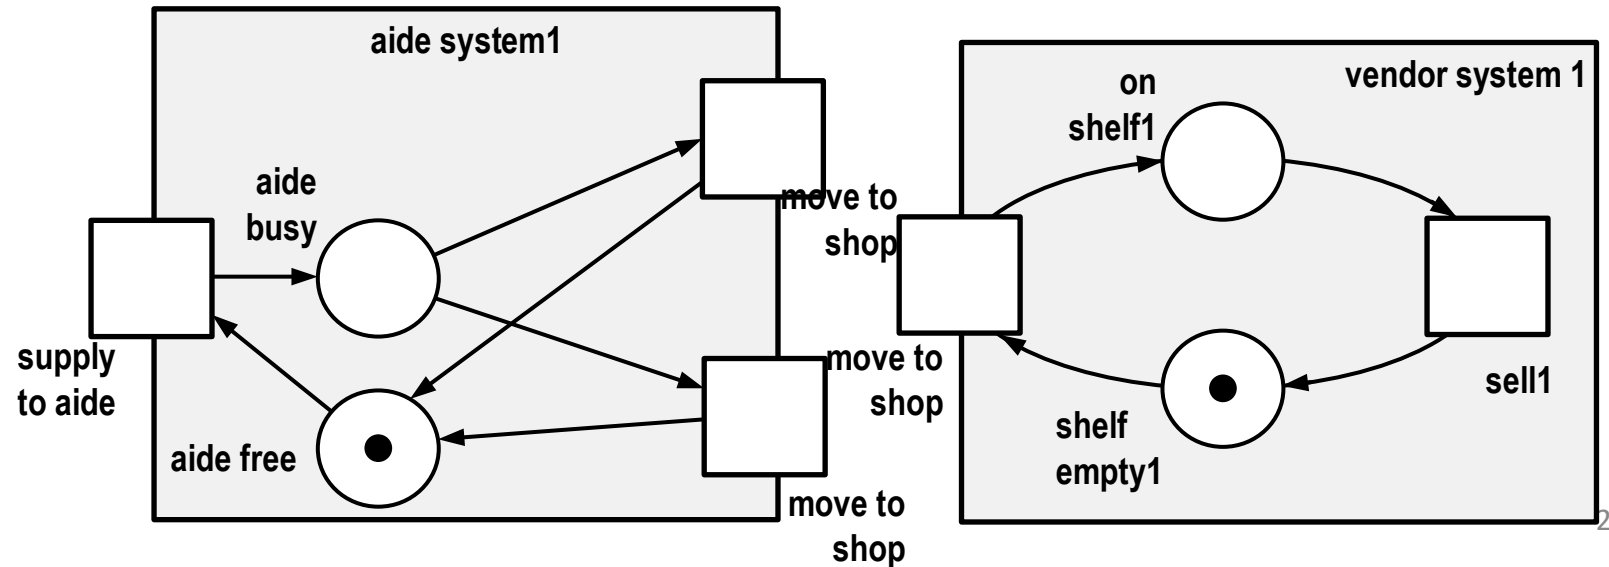 aide system1
aide
busy
supply
to aide
aide free
move to
shop
move to
shop
on
shelf1
vendor system 1
move to
shop
shelf
empty1
sell1
2